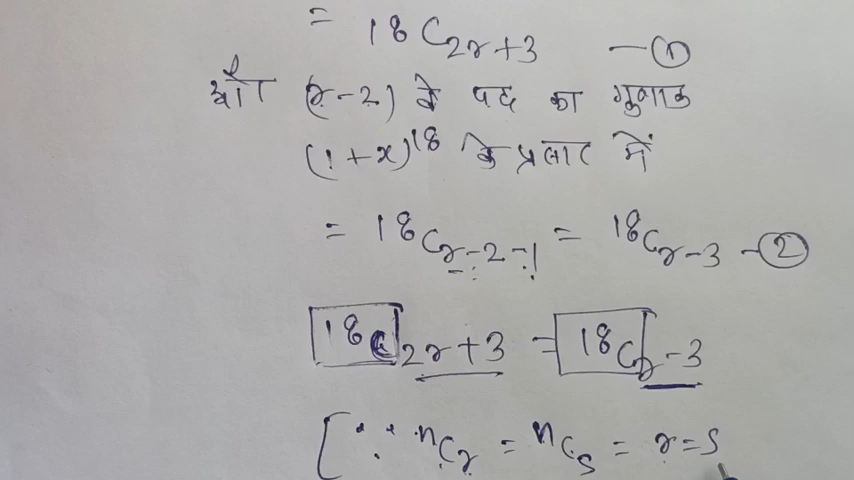 = 18C2r+3 —①
और (r-2) वे पद का गुणांक
(1+x)^18 के प्रसार में
= 18Cr-2-1 = 18Cr-3 -②
18C2r+3 = 18Cr-3
[∵ nCr = nCs = r=s